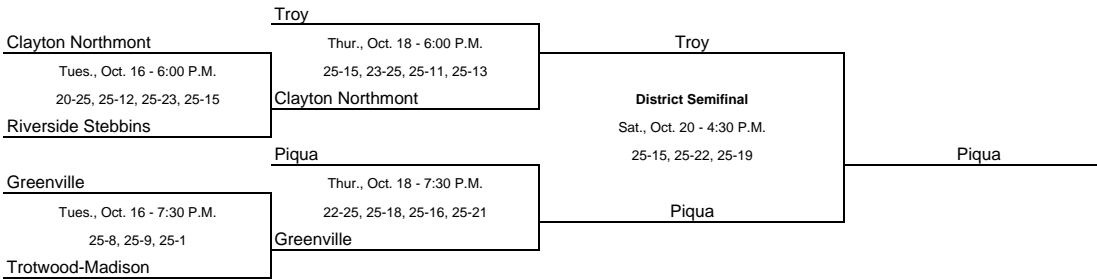 Troy
Clayton Northmont
Thur., Oct. 18 - 6:00 P.M.
Troy
Tues., Oct. 16 - 6:00 P.M.
25-15, 23-25, 25-11, 25-13
20-25, 25-12, 25-23, 25-15
Clayton Northmont
District Semifinal
Riverside Stebbins
Sat., Oct. 20 - 4:30 P.M.
Piqua
25-15, 25-22, 25-19
Piqua
Greenville
Thur., Oct. 18 - 7:30 P.M.
Tues., Oct. 16 - 7:30 P.M.
22-25, 25-18, 25-16, 25-21
Piqua
25-8, 25-9, 25-1
Greenville
Trotwood-Madison